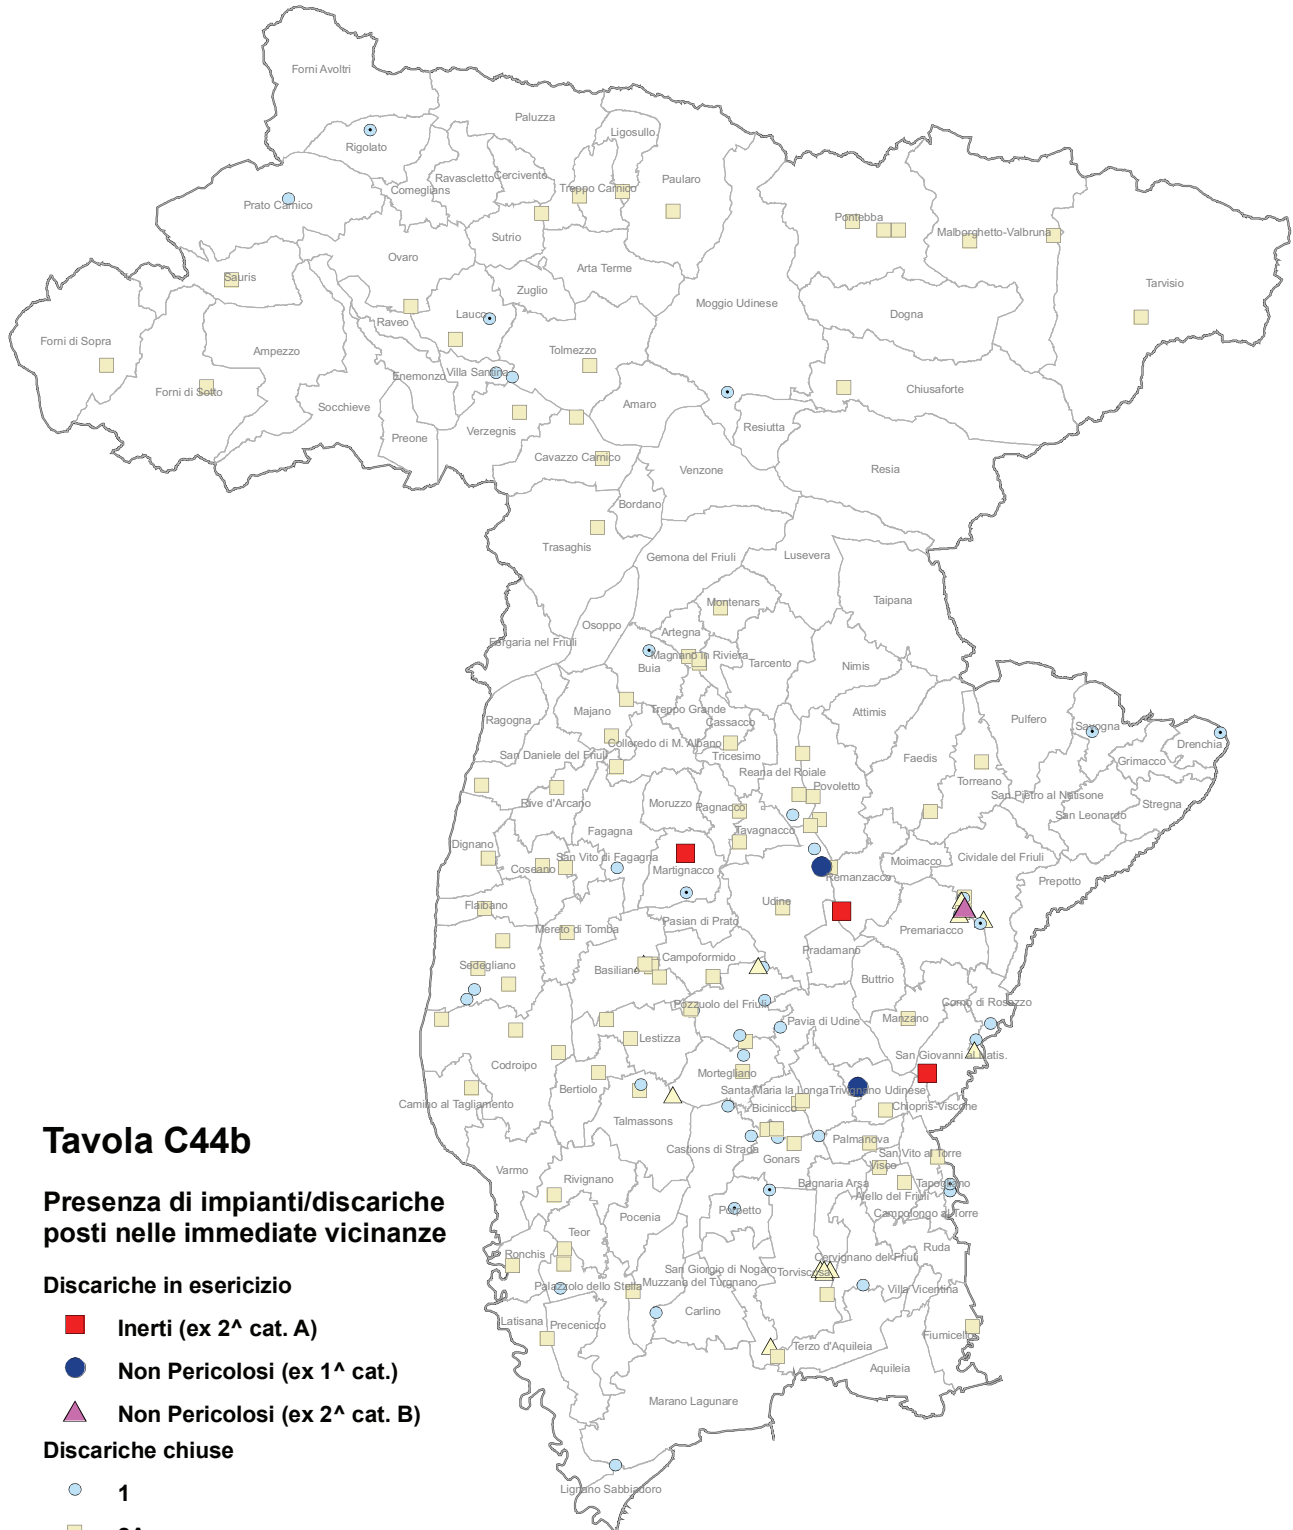 Forni Avoltri
Paluzza
Ligosullo
Rigolato
Ravascletto
Cercivento
Comeglians
Treppo Carnico
Paularo
Prato Carnico
Pontebba
Malborghetto-Valbruna
Sutrio
Ovaro
Arta Terme
Sauris
Zuglio
Tarvisio
Moggio Udinese
Dogna
Lauco
Raveo
Forni di Sopra
Ampezzo
Tolmezzo
Enemonzo
Villa Santina
Forni di Sotto
Chiusaforte
Socchieve
Amaro
Resiutta
Preone
Verzegnis
Cavazzo Carnico
Venzone
Resia
Bordano
Trasaghis
Gemona del Friuli
Lusevera
Taipana
Montenars
Osoppo
Artegna
Forgaria nel Friuli
Magnano in Riviera
Buia
Tarcento
Nimis
Ragogna
Majano
Treppo Grande
Cassacco
Attimis
Pulfero
Savogna
Drenchia
San Daniele del Friuli
Colloredo di M. Albano
Tricesimo
Faedis
Grimacco
Reana del Roiale
Torreano
Povoletto
San Pietro al Natisone
Rive d'Arcano
Moruzzo
Pagnacco
Stregna
San Leonardo
Fagagna
Tavagnacco
Dignano
San Vito di Fagagna
Coseano
Martignacco
Remanzacco
Moimacco
Cividale del Friuli
Prepotto
Flaibano
Udine
Mereto di Tomba
Pasian di Prato
Premariacco
Pradamano
Sedegliano
Basiliano
Campoformido
Buttrio
Pozzuolo del Friuli
Corno di Rosazzo
Pavia di Udine
Manzano
Lestizza
San Giovanni al Natis.
Codroipo
Mortegliano
Bertiolo
Santa Maria la Longa
Trivignano Udinese
Camino al Tagliamento
Bicinicco
Chiopris-Viscone
Talmassons
Palmanova
Castions di Strada
Gonars
San Vito al Torre
Visco
Varmo
Rivignano
Bagnaria Arsa
Tapogliano
Aiello del Friuli
Porpetto
Pocenia
Campolongo al Torre
Teor
Ruda
Ronchis
Cervignano del Friuli
San Giorgio di Nogaro
Torviscosa
Palazzolo dello Stella
Muzzana del Turgnano
Villa Vicentina
Carlino
Latisana
Precenicco
Fiumicello
Terzo d'Aquileia
Aquileia
Marano Lagunare
Lignano Sabbiadoro
Tavola C44b
Presenza di impianti/discariche
posti nelle immediate vicinanze
Discariche in esericizio
Inerti (ex 2^ cat. A)
Non Pericolosi (ex 1^ cat.)
Non Pericolosi (ex 2^ cat. B)
Discariche chiuse
1